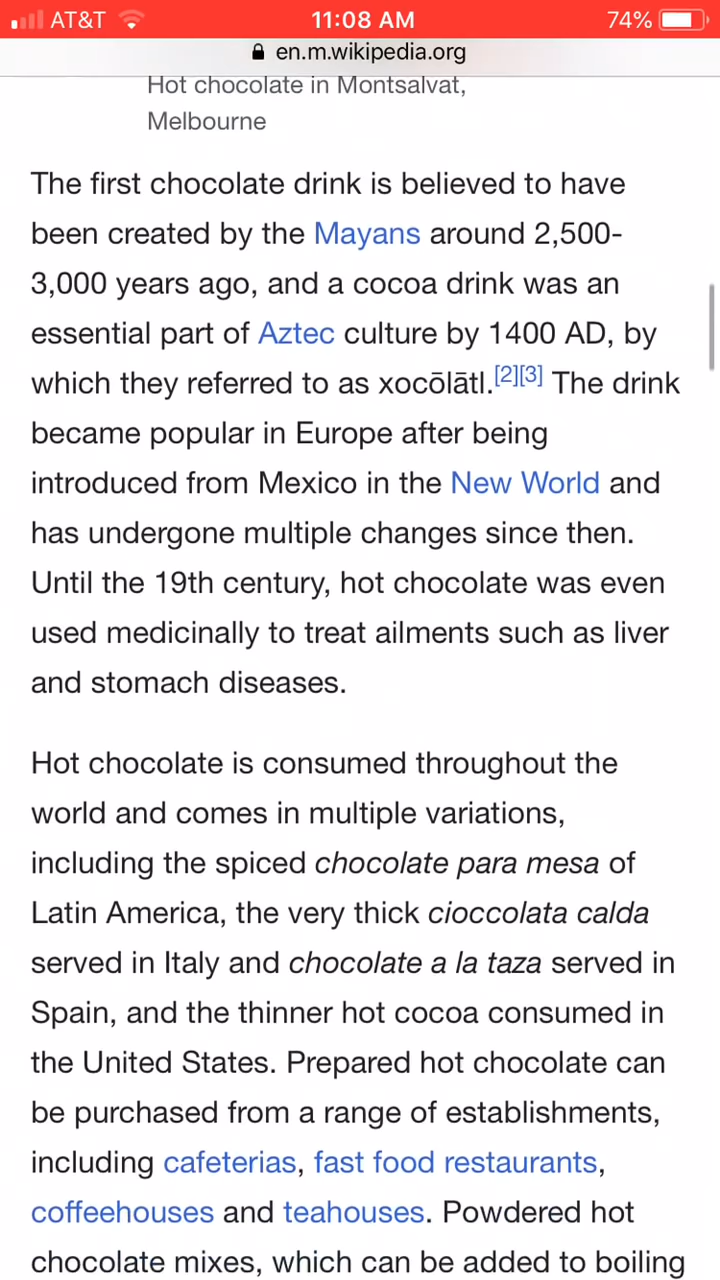 AT&T 11:08 AM 74%
en.m.wikipedia.org
Hot chocolate in Montsalvat,
Melbourne
The first chocolate drink is believed to have
been created by the Mayans around 2,500-
3,000 years ago, and a cocoa drink was an
essential part of Aztec culture by 1400 AD, by
which they referred to as xocōlātl.[2][3] The drink
became popular in Europe after being
introduced from Mexico in the New World and
has undergone multiple changes since then.
Until the 19th century, hot chocolate was even
used medicinally to treat ailments such as liver
and stomach diseases.
Hot chocolate is consumed throughout the
world and comes in multiple variations,
including the spiced chocolate para mesa of
Latin America, the very thick cioccolata calda
served in Italy and chocolate a la taza served in
Spain, and the thinner hot cocoa consumed in
the United States. Prepared hot chocolate can
be purchased from a range of establishments,
including cafeterias, fast food restaurants,
coffeehouses and teahouses. Powdered hot
chocolate mixes, which can be added to boiling